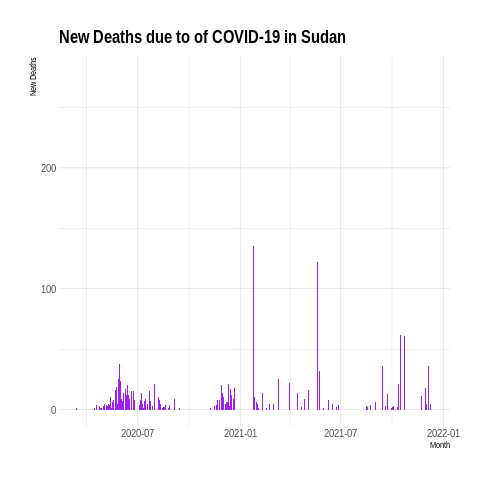 New Deaths due to of COVID-19 in Sudan
New Deaths
200
100
0
2020-07 2021-01 2021-07 2022-01
Month